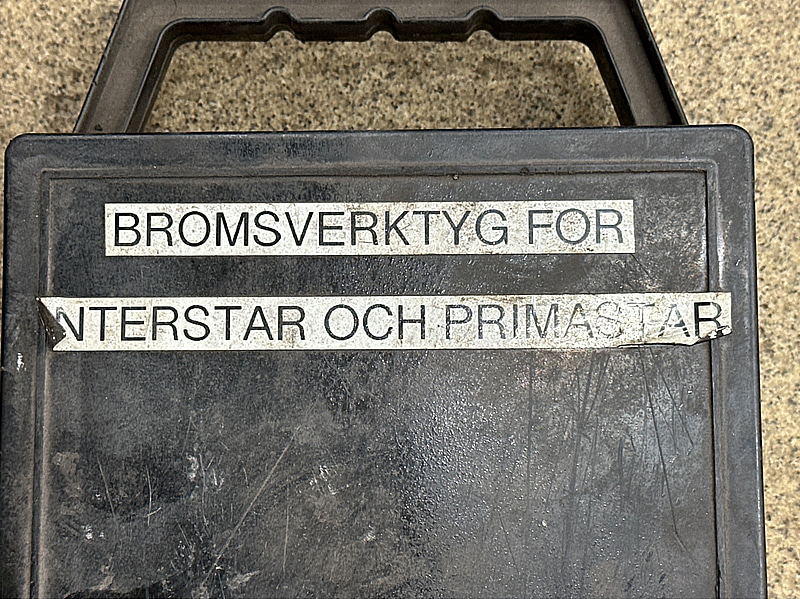 BROMSVERKTYG FOR
NTERSTAR OCH PRIMASTAR